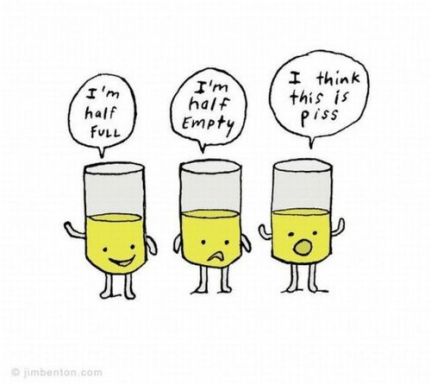 I'm
half
FULL
I'm
half
EMPty
I think
this is
piss
© jimbenton.com